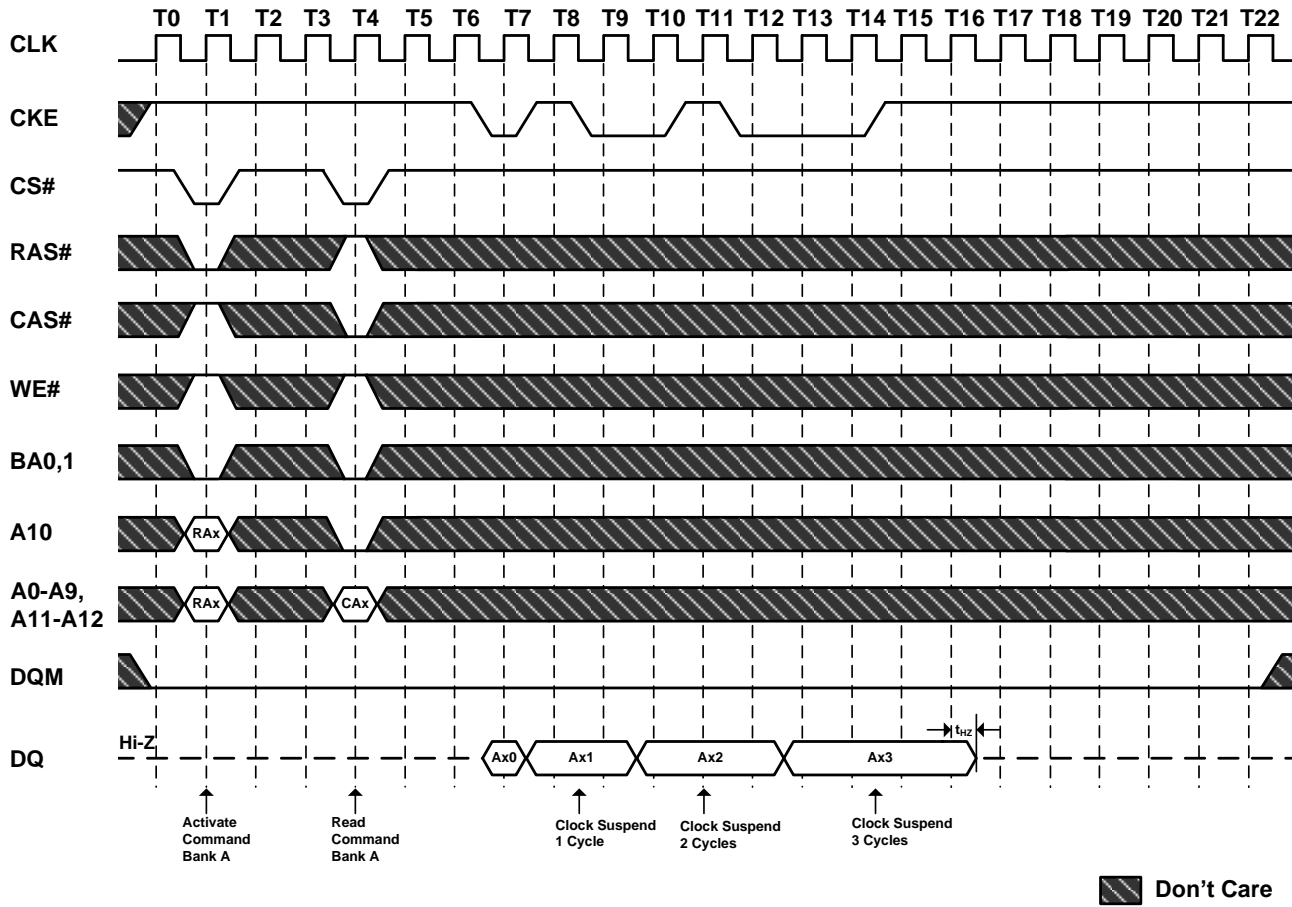 T0 T1 T2 T3 T4 T5 T6 T7 T8 T9 T10 T11 T12 T13 T14 T15 T16 T17 T18 T19 T20 T21 T22
CLK
CKE
CS#
RAS#
CAS#
WE#
BA0,1
A10
RAx
A0-A9,
A11-A12
RAx
CAx
DQM
DQ
Hi-Z
Ax0
Ax1
Ax2
Ax3
tHZ
Activate
Command
Bank A
Read
Command
Bank A
Clock Suspend
1 Cycle
Clock Suspend
2 Cycles
Clock Suspend
3 Cycles
Don't Care